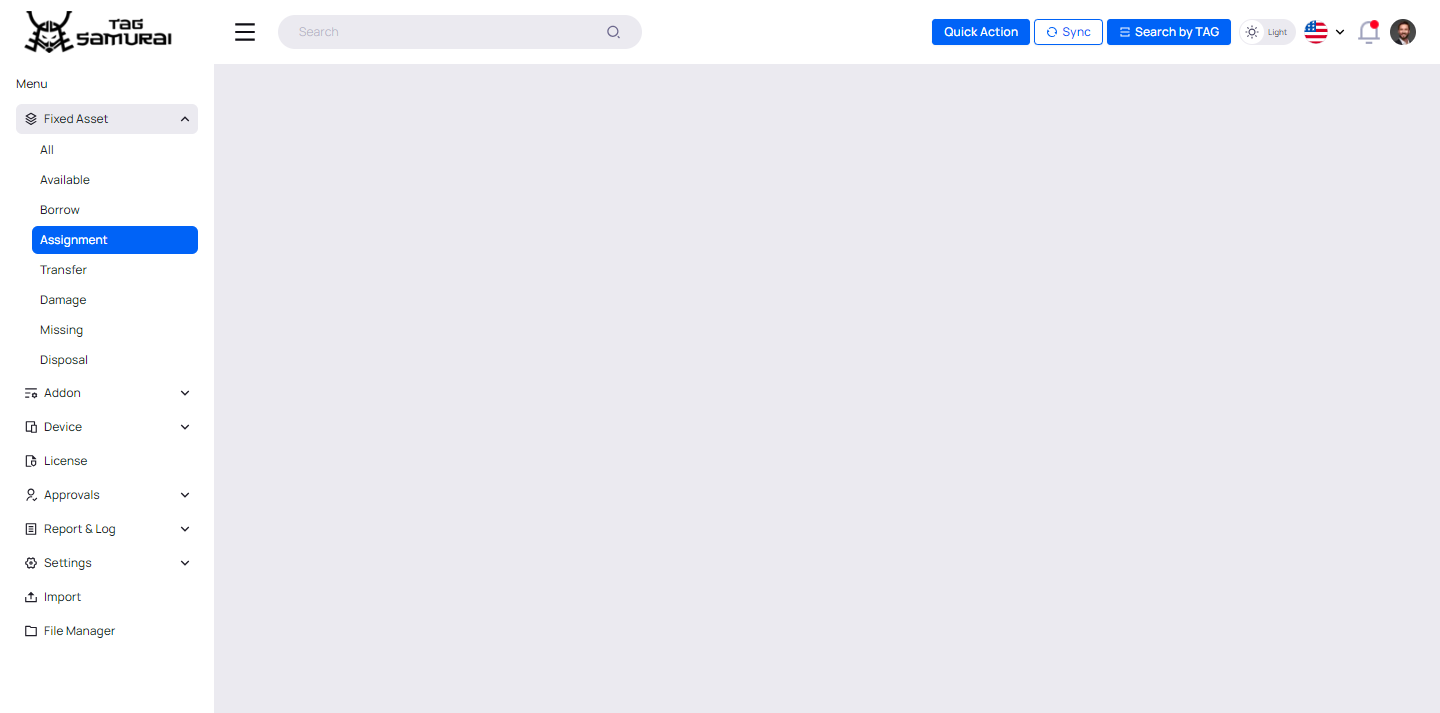 TAG
SAMURAI
Search
Quick Action
Sync
Search by TAG
Light
Menu
Fixed Asset
All
Available
Borrow
Assignment
Transfer
Damage
Missing
Disposal
Addon
Device
License
Approvals
Report & Log
Settings
Import
File Manager